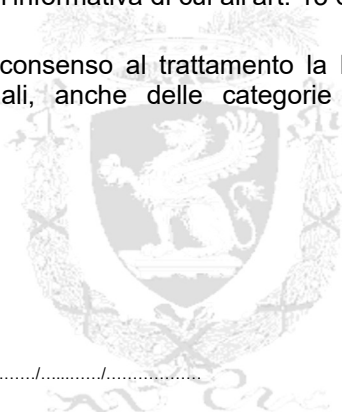 l'informativa di cui all'art. 13
consenso al trattamento la
ali, anche delle categorie
....../........../..................